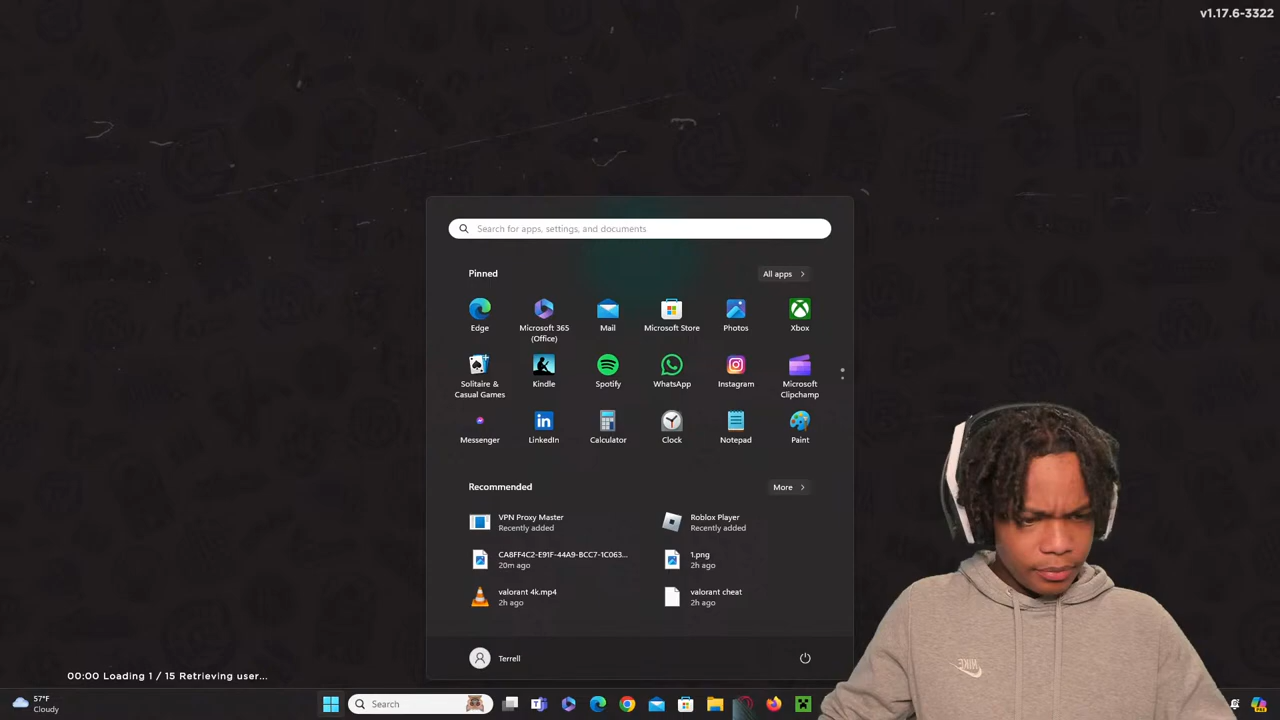 v1.17.6-3322
Search for apps, settings, and documents
Pinned
All apps
Edge
Microsoft 365
(Office)
Mail
Microsoft Store
Photos
Xbox
Solitaire &
Casual Games
Kindle
Spotify
WhatsApp
Instagram
Microsoft
Clipchamp
Messenger
LinkedIn
Calculator
Clock
Notepad
Paint
Recommended
More
VPN Proxy Master
Recently added
Roblox Player
Recently added
CA8FF4C2-E91F-44A9-BCC7-1C063...
20m ago
1.png
2h ago
valorant 4k.mp4
2h ago
valorant cheat
2h ago
Terrell
00:00 Loading 1 / 15 Retrieving user...
57°F
Cloudy
Search
NIKE